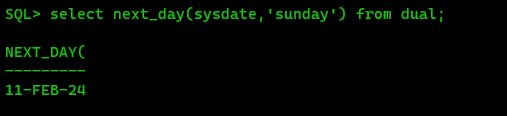 SQL> select next_day(sysdate,'sunday') from dual;
NEXT_DAY(
---------
11-FEB-24